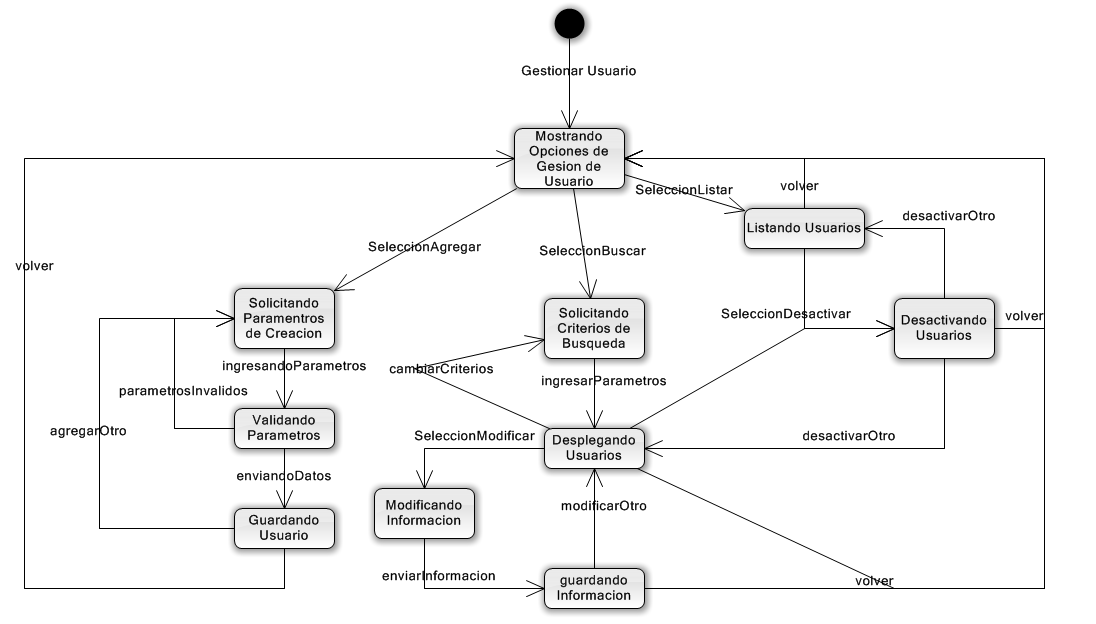 Gestionar Usuario
Mostrando
Opciones de
Gesion de
Usuario
SeleccionListar
volver
Listando Usuarios
desactivarOtro
SeleccionAgregar
SeleccionBuscar
volver
Solicitando
Paramentros
de Creacion
Solicitando
Criterios de
Busqueda
SeleccionDesactivar
Desactivando
Usuarios
volver
ingresandoParametros
cambiarCriterios
ingresarParametros
parametrosInvalidos
agregarOtro
Validando
Parametros
SeleccionModificar
Desplegando
Usuarios
desactivarOtro
enviandoDatos
Modificando
Informacion
modificarOtro
Guardando
Usuario
enviarInformacion
guardando
Informacion
volver